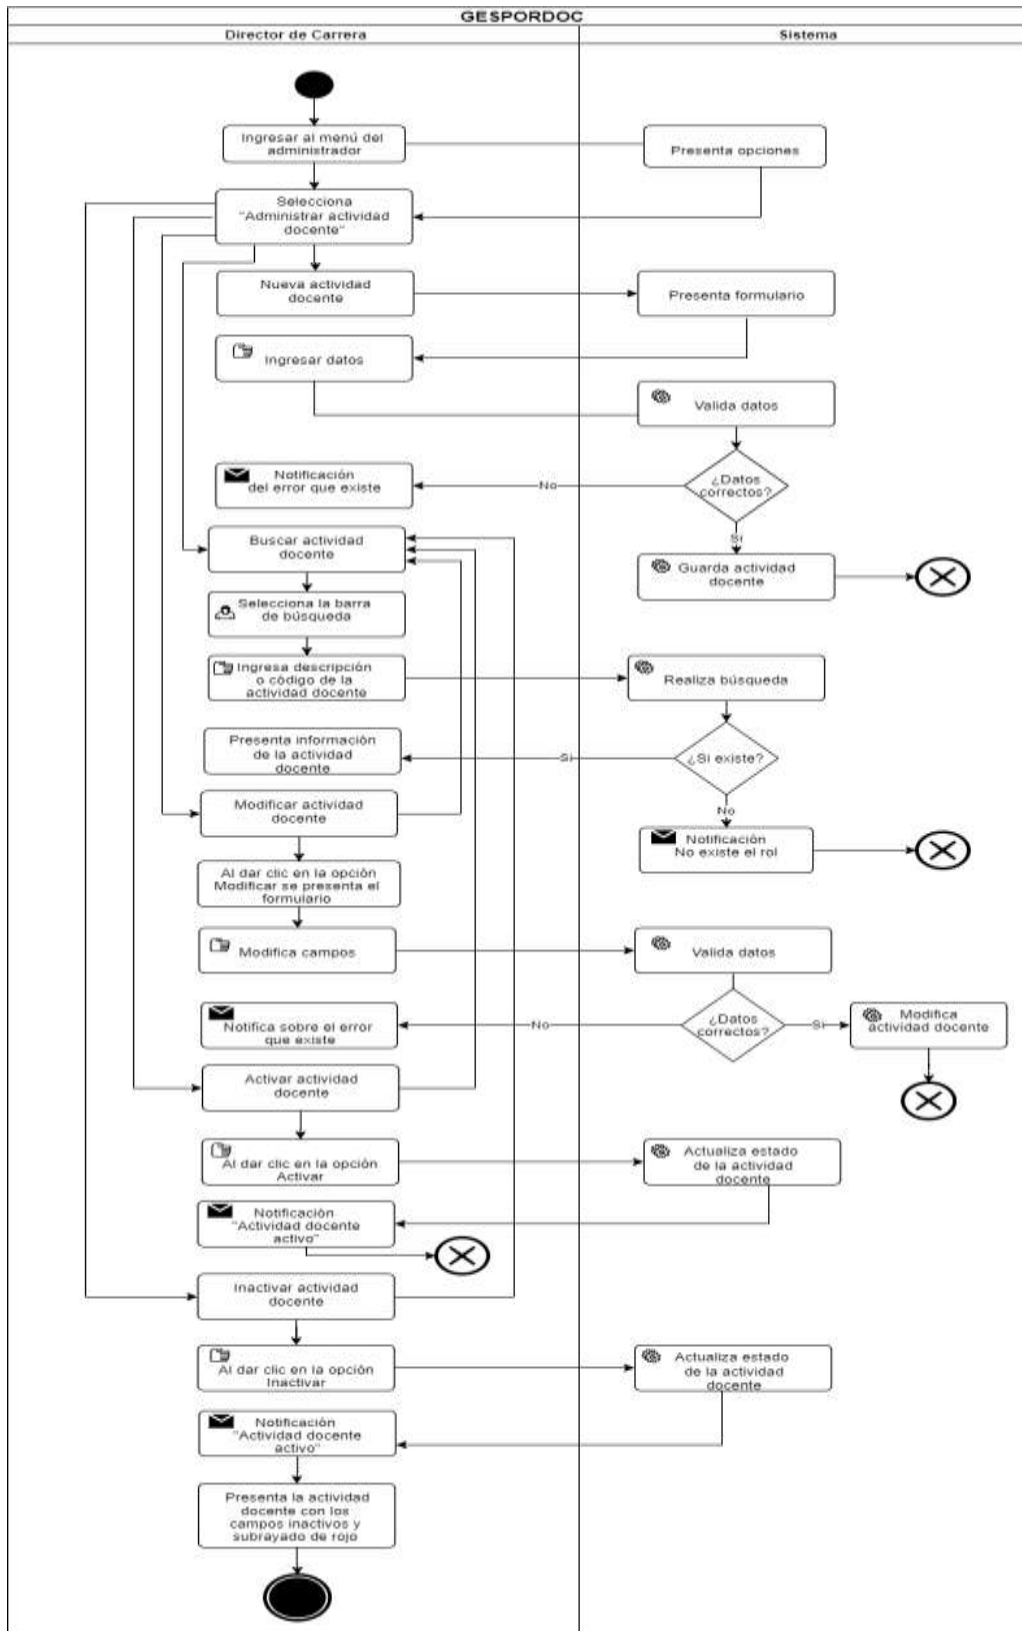 GESPORDOC
Director de Carrera
Sistema
Ingresar al menú del
administrador
Presenta opciones
Selecciona
"Administrar actividad
docente"
Nueva actividad
docente
Presenta formulario
Ingresar datos
Valida datos
¿Datos
correctos?
No
Notificación
del error que existe
Si
Buscar actividad
docente
Guarda actividad
docente
Selecciona la barra
de búsqueda
Ingresa descripción
o código de la
actividad docente
Realiza búsqueda
Presenta información
de la actividad
docente
Si
¿Si existe?
No
Modificar actividad
docente
Notificación
No existe el rol
Al dar clic en la opción
Modificar se presenta el
formulario
Modifica campos
Valida datos
Notifica sobre el error
que existe
No
¿Datos
correctos?
Si
Modifica
actividad docente
Activar actividad
docente
Al dar clic en la opción
Activar
Actualiza estado
de la actividad
docente
Notificación
"Actividad docente
activo"
Inactivar actividad
docente
Al dar clic en la opción
Inactivar
Actualiza estado
de la actividad
docente
Notificación
"Actividad docente
activo"
Presenta la actividad
docente con los
campos inactivos y
subrayado de rojo